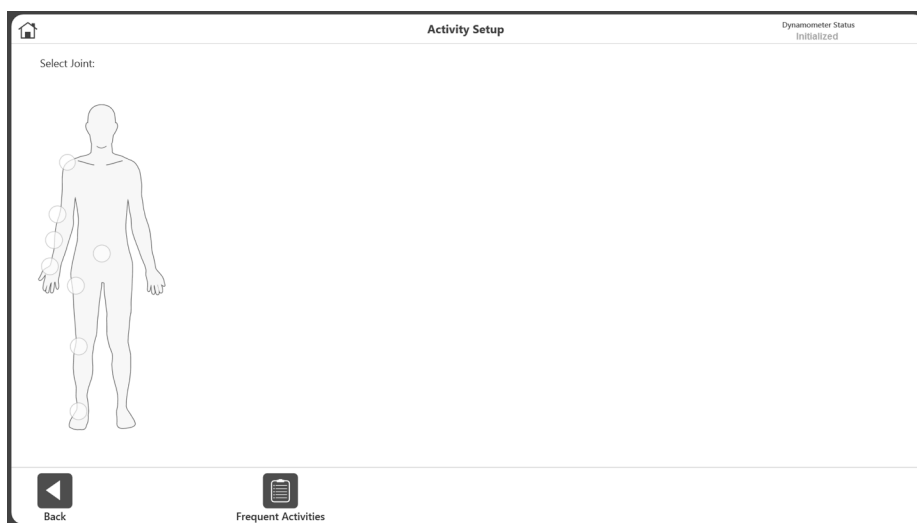 Activity Setup
Dynamometer Status
Initialized
Select Joint:
Back
Frequent Activities